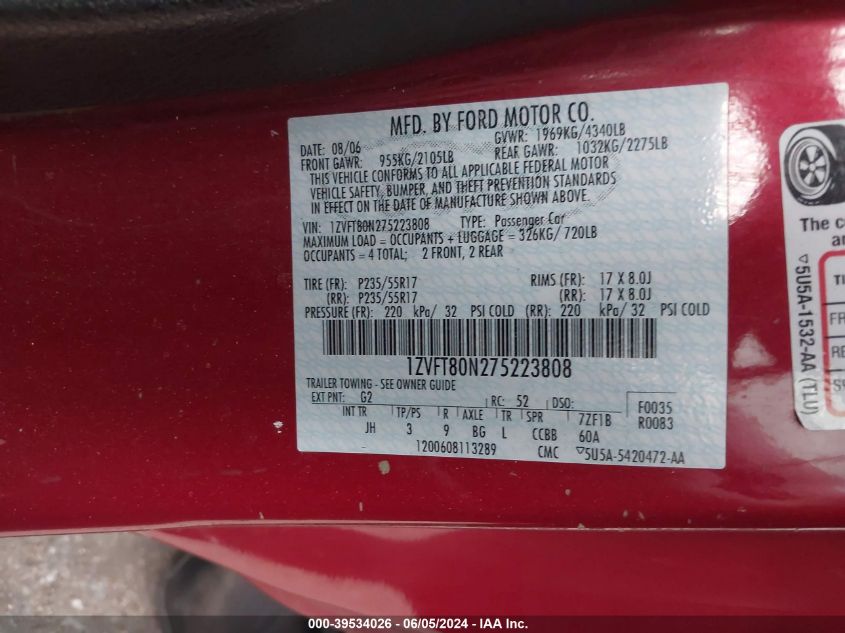 MFD. BY FORD MOTOR CO.
DATE: 08/06 GVWR: 1969KG/4340LB
FRONT GAWR: 955KG/2105LB REAR GAWR: 1032KG/2275LB
THIS VEHICLE CONFORMS TO ALL APPLICABLE FEDERAL MOTOR
VEHICLE SAFETY, BUMPER, AND THEFT PREVENTION STANDARDS
IN EFFECT ON THE DATE OF MANUFACTURE SHOWN ABOVE.
VIN: 1ZVFT80N275223808 TYPE: Passenger Car
MAXIMUM LOAD = OCCUPANTS + LUGGAGE = 326KG/720LB
OCCUPANTS = 4 TOTAL; 2 FRONT, 2 REAR
TIRE (FR): P235/55R17 RIMS (FR): 17 X 8.0J
(RR): P235/55R17 (RR): 17 X 8.0J
PRESSURE (FR): 220 kPa/ 32 PSI COLD (RR): 220 kPa/ 32 PSI COLD
1ZVFT80N275223808
TRAILER TOWING - SEE OWNER GUIDE
EXT PNT: G2 RC: 52 DSO: F0035
INT TR TP/PS R AXLE TR SPR 7ZF1B R0083
JH 3 9 BG L CCBB 60A
1200608113289 CMC ▽5U5A-5420472-AA
The co
an
TI
FR
RE
SP
▽5U5A-1532-AA (TLU)
000-39534026 - 06/05/2024 - IAAI Inc.